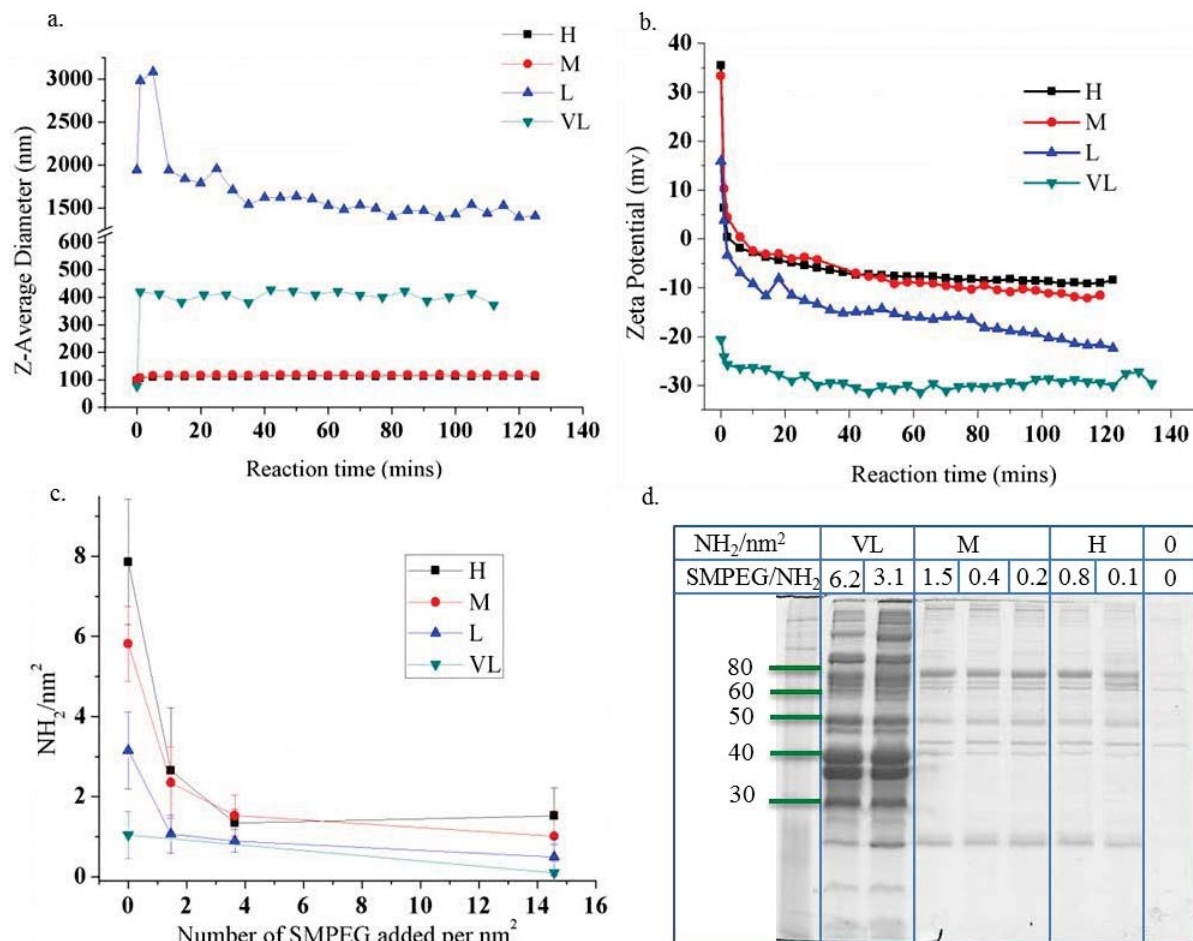 a.
H
M
L
VL
3000
2500
2000
1500
600
500
400
300
200
100
0
Z-Average Diameter (nm)
0 20 40 60 80 100 120 140
Reaction time (mins)
b.
40
30
20
10
0
-10
-20
-30
Zeta Potential (mv)
H
M
L
VL
0 20 40 60 80 100 120 140
Reaction time (mins)
c.
8
6
4
2
0
NH2/nm2
H
M
L
VL
0 2 4 6 8 10 12 14 16
Number of SMPEG added per nm2
d.
NH2/nm2 VL M H 0
SMPEG/NH2 6.2 3.1 1.5 0.4 0.2 0.8 0.1 0
80
60
50
40
30